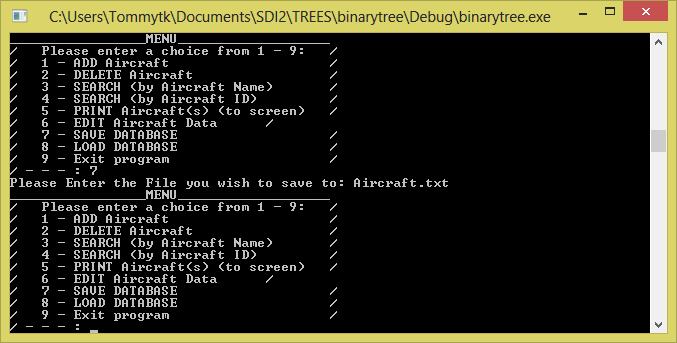 C:\Users\Tommytk\Documents\SDI2\TREES\binarytree\Debug\binarytree.exe
_________________MENU___________________
/   Please enter a choice from 1 - 9:   /
/   1 - ADD Aircraft                    /
/   2 - DELETE Aircraft                 /
/   3 - SEARCH (by Aircraft Name)       /
/   4 - SEARCH (by Aircraft ID)         /
/   5 - PRINT Aircraft(s) (to screen)   /
/   6 - EDIT Aircraft Data      /
/   7 - SAVE DATABASE                   /
/   8 - LOAD DATABASE                   /
/   9 - Exit program                    /
/ - - - : 7
Please Enter the File you wish to save to: Aircraft.txt
_________________MENU___________________
/   Please enter a choice from 1 - 9:   /
/   1 - ADD Aircraft                    /
/   2 - DELETE Aircraft                 /
/   3 - SEARCH (by Aircraft Name)       /
/   4 - SEARCH (by Aircraft ID)         /
/   5 - PRINT Aircraft(s) (to screen)   /
/   6 - EDIT Aircraft Data      /
/   7 - SAVE DATABASE                   /
/   8 - LOAD DATABASE                   /
/   9 - Exit program                    /
/ - - - : _